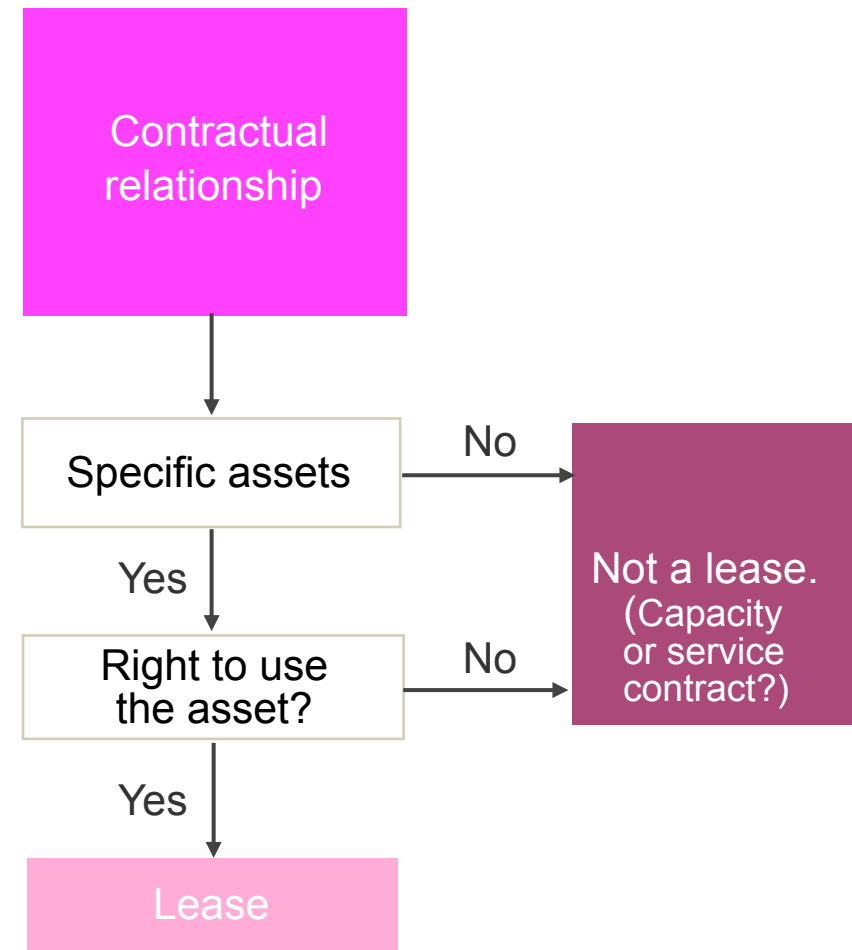 Contractual
relationship
Specific assets
No
Yes
Not a lease.
(Capacity
or service
contract?)
Right to use
the asset?
No
Yes
Lease